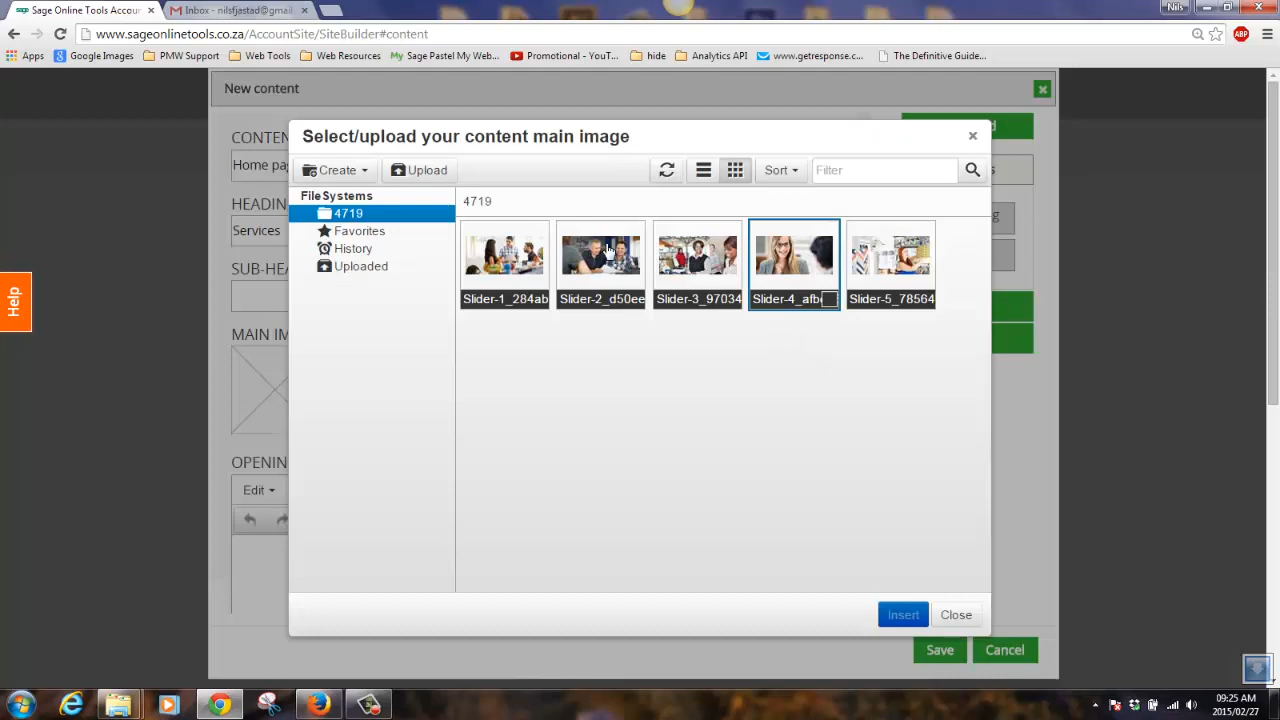 Sage Online Tools Accoun
Inbox - nilsfjastad@gmail
Nils
www.sageonlinetools.co.za/AccountSite/SiteBuilder#content
ABP
Apps
Google Images
PMW Support
Web Tools
Web Resources
Sage Pastel My Web...
Promotional - YouT...
hide
Analytics API
www.getresponse.c...
The Definitive Guide...
New content
CONTEN
Home pa
HEADIN
Services
SUB-HEA
MAIN IM
OPENIN
Edit
Select/upload your content main image
Create
Upload
Sort
Filter
FileSystems
4719
Favorites
History
Uploaded
4719
Slider-1_284ab
Slider-2_d50ee
Slider-3_97034
Slider-4_afb
Slider-5_78564
Insert
Close
Save
Cancel
Help
09:25 AM
2015/02/27